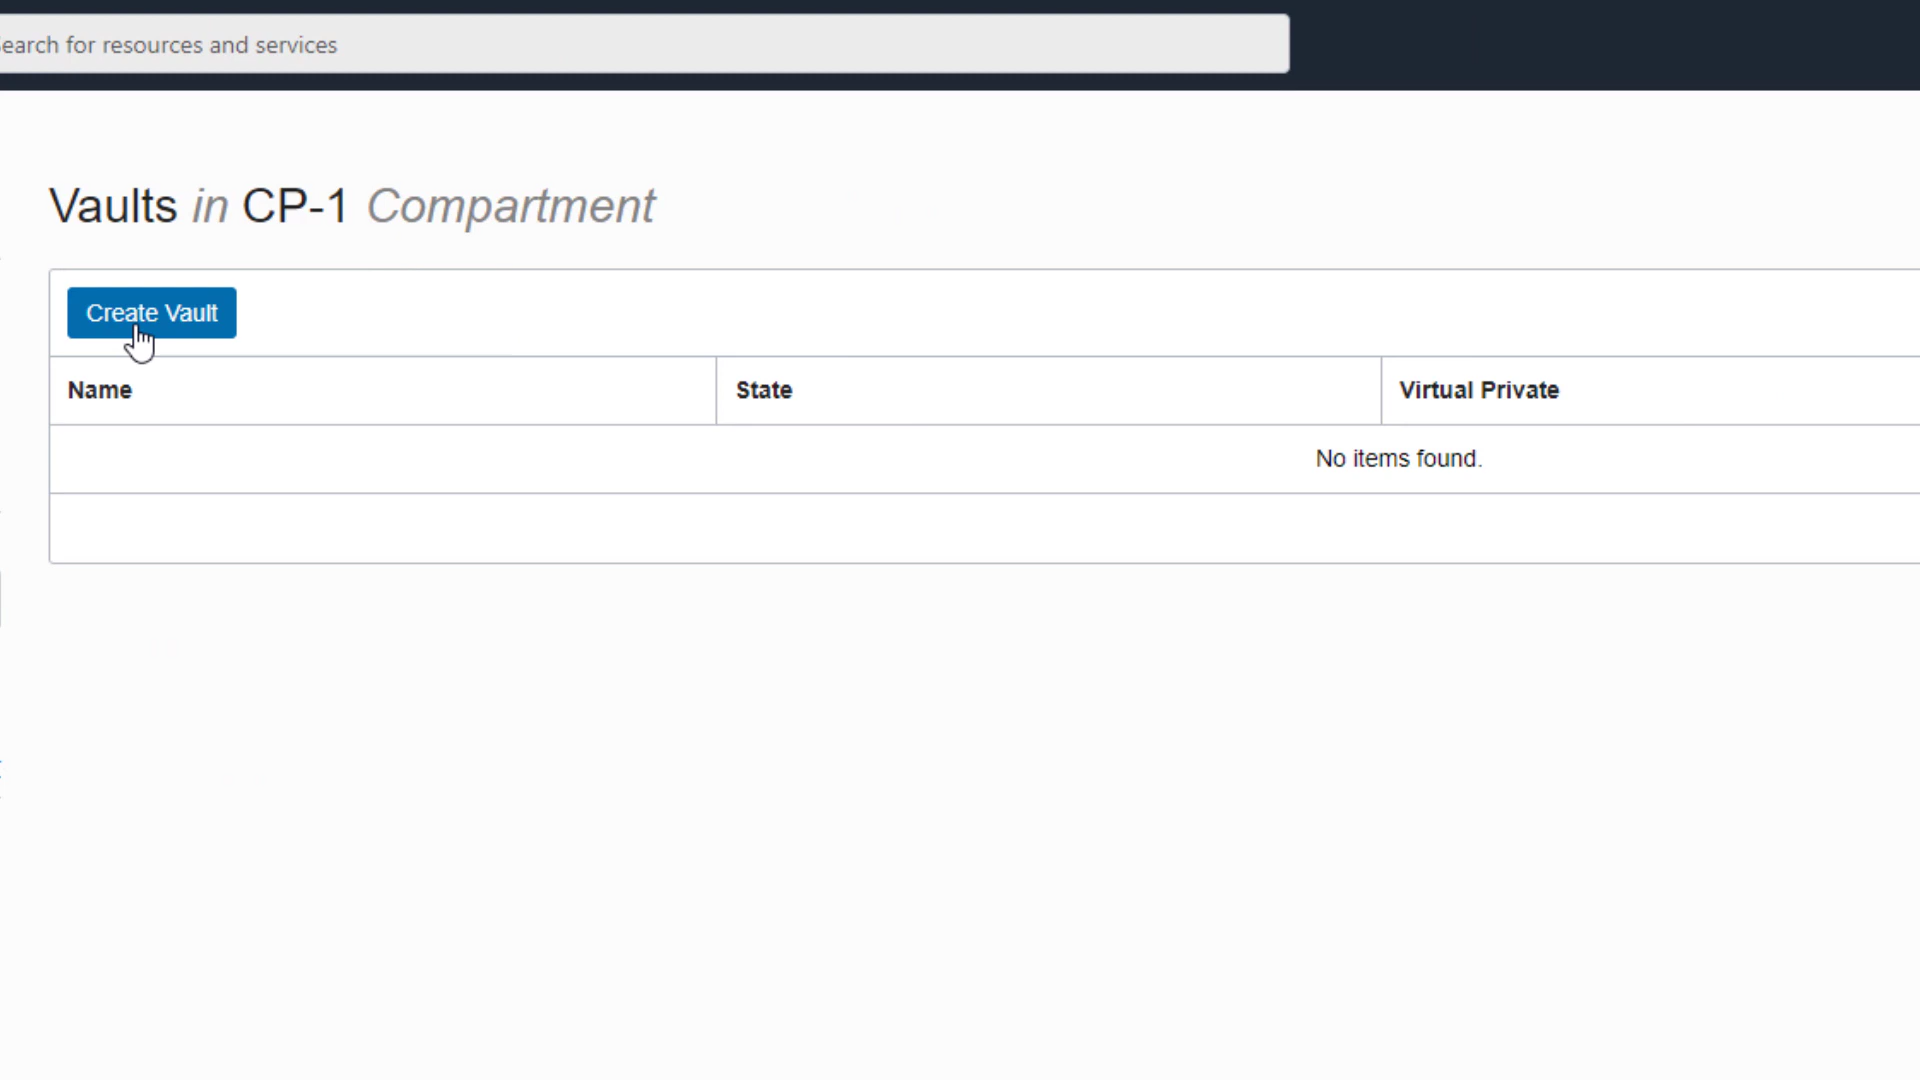 earch for resources and services
Vaults in CP-1 Compartment
Create Vault
Name State Virtual Private
No items found.